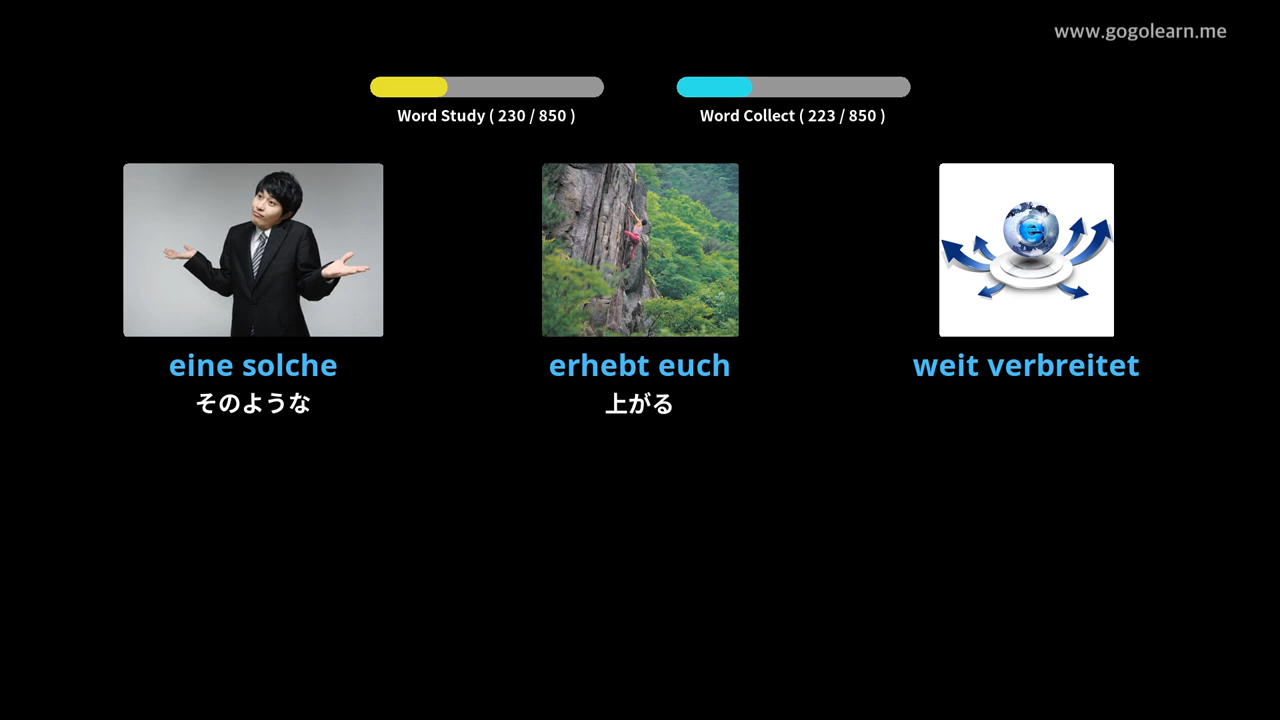 www.gogolearn.me
Word Study ( 230 / 850 )
Word Collect ( 223 / 850 )
e
eine solche
erhebt euch
weit verbreitet
そのような
上がる